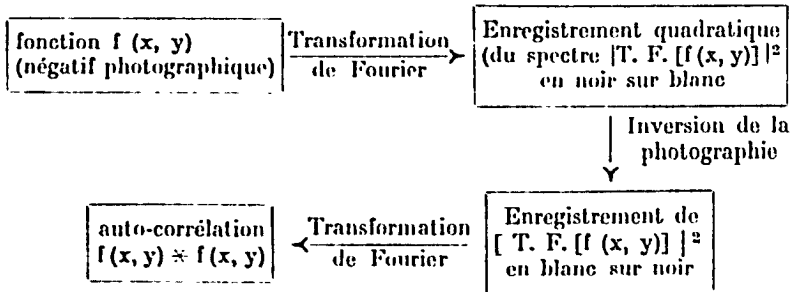 fonction f (x, y)
(négatif photographique)
Transformation
de Fourier
Enregistrement quadratique
(du spectre |T. F. [f (x, y)] |²
en noir sur blanc
Inversion de la
photographie
Enregistrement de
[ T. F. [f (x, y)] |²
en blanc sur noir
Transformation
de Fourier
auto-corrélation
f (x, y) * f (x, y)